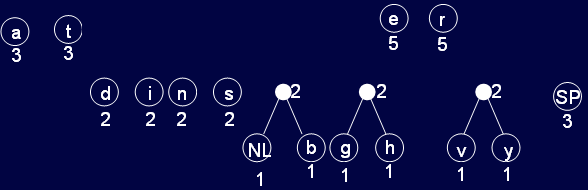 a t e r
3 3 5 5
d i n s 2 2 2 SP
2 2 2 2 3
NL b g h v y
1 1 1 1 1 1